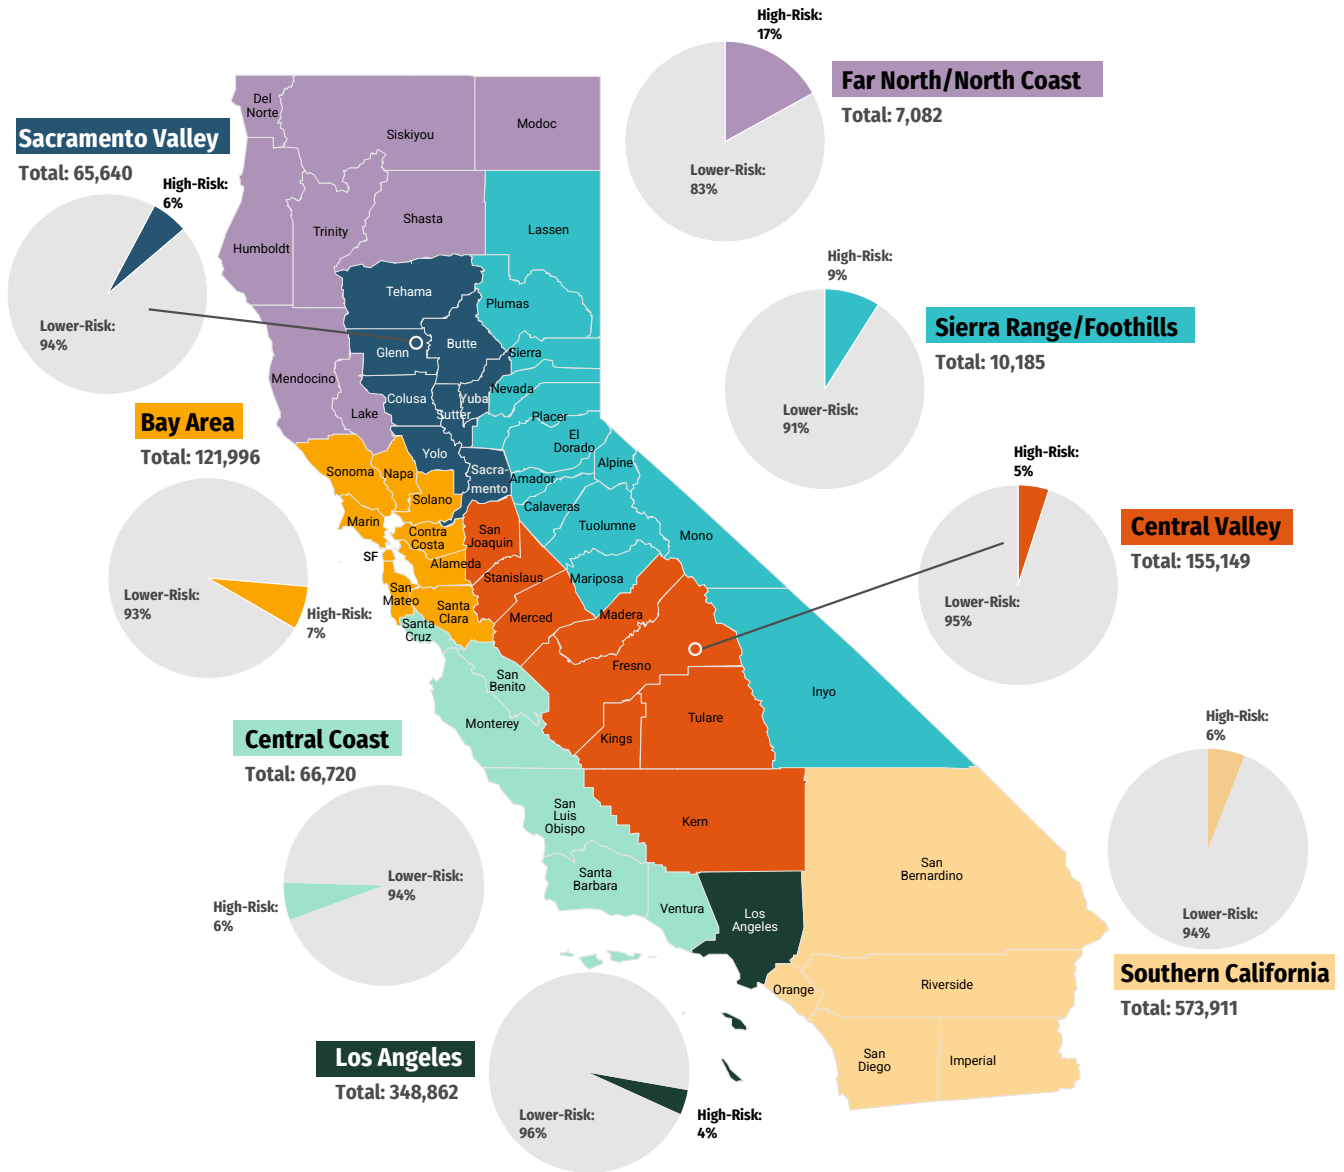 High-Risk:
17%
Far North/North Coast
Total: 7,082
Lower-Risk:
83%
Sacramento Valley
Total: 65,640
High-Risk:
6%
Lower-Risk:
94%
High-Risk:
9%
Sierra Range/Foothills
Total: 10,185
Lower-Risk:
91%
Bay Area
Total: 121,996
Lower-Risk:
93%
High-Risk:
7%
High-Risk:
5%
Central Valley
Total: 155,149
Lower-Risk:
95%
Central Coast
Total: 66,720
Lower-Risk:
94%
High-Risk:
6%
High-Risk:
6%
Lower-Risk:
94%
Southern California
Total: 573,911
Los Angeles
Total: 348,862
Lower-Risk:
96%
High-Risk:
4%
Del
Norte
Siskiyou
Modoc
Humboldt
Trinity
Shasta
Lassen
Tehama
Plumas
Glenn
Butte
Sierra
Mendocino
Lake
Colusa
Sutter
Yuba
Nevada
Placer
El
Dorado
Yolo
Sacra-
mento
Alpine
Amador
Sonoma
Napa
Solano
Calaveras
Tuolumne
Mono
Marin
Contra
Costa
San
Joaquin
SF
Alameda
Stanislaus
Mariposa
San
Mateo
Santa
Clara
Merced
Madera
Santa
Cruz
Fresno
San
Benito
Inyo
Monterey
Kings
Tulare
San
Luis
Obispo
Kern
San
Bernardino
Santa
Barbara
Ventura
Los
Angeles
Orange
Riverside
San
Diego
Imperial